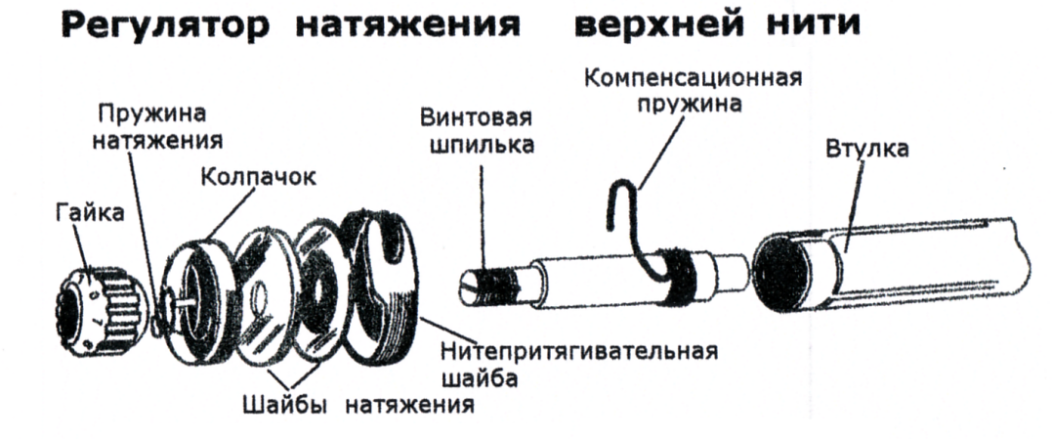 Регулятор натяжения верхней нити
Компенсационная
пружина
Пружина
натяжения
Винтовая
шпилька
Втулка
Колпачок
Гайка
Нитепритягивательная
шайба
Шайбы натяжения